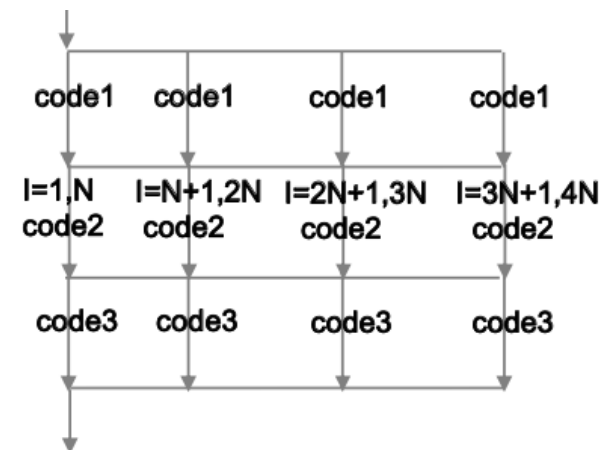 code1 code1 code1 code1
I=1,N I=N+1,2N I=2N+1,3N I=3N+1,4N
code2 code2 code2 code2
code3 code3 code3 code3